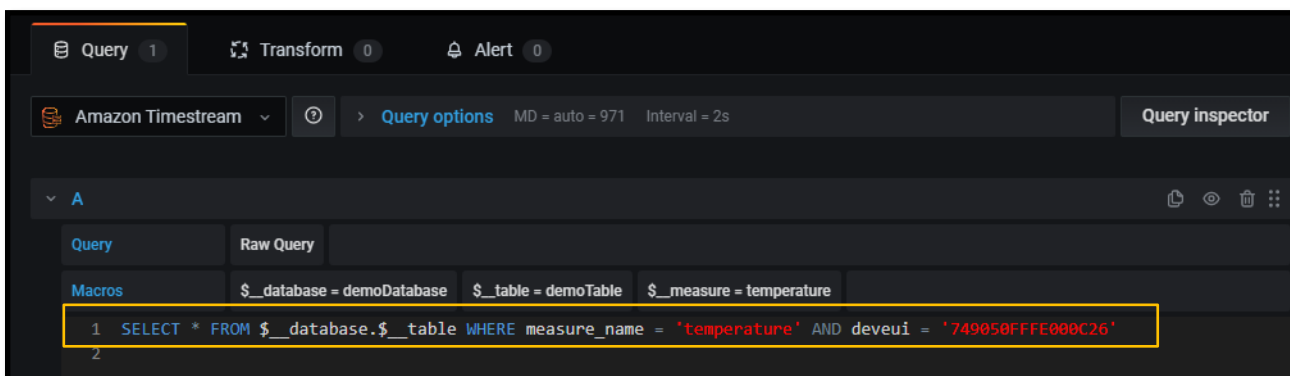 Query 1 Transform 0 Alert 0
Amazon Timestream Query options MD = auto = 971 Interval = 2s Query inspector
A
Query Raw Query
Macros $__database = demoDatabase $__table = demoTable $__measure = temperature
1 SELECT * FROM $__database.$__table WHERE measure_name = 'temperature' AND deveui = '749050FFFE000C26'
2